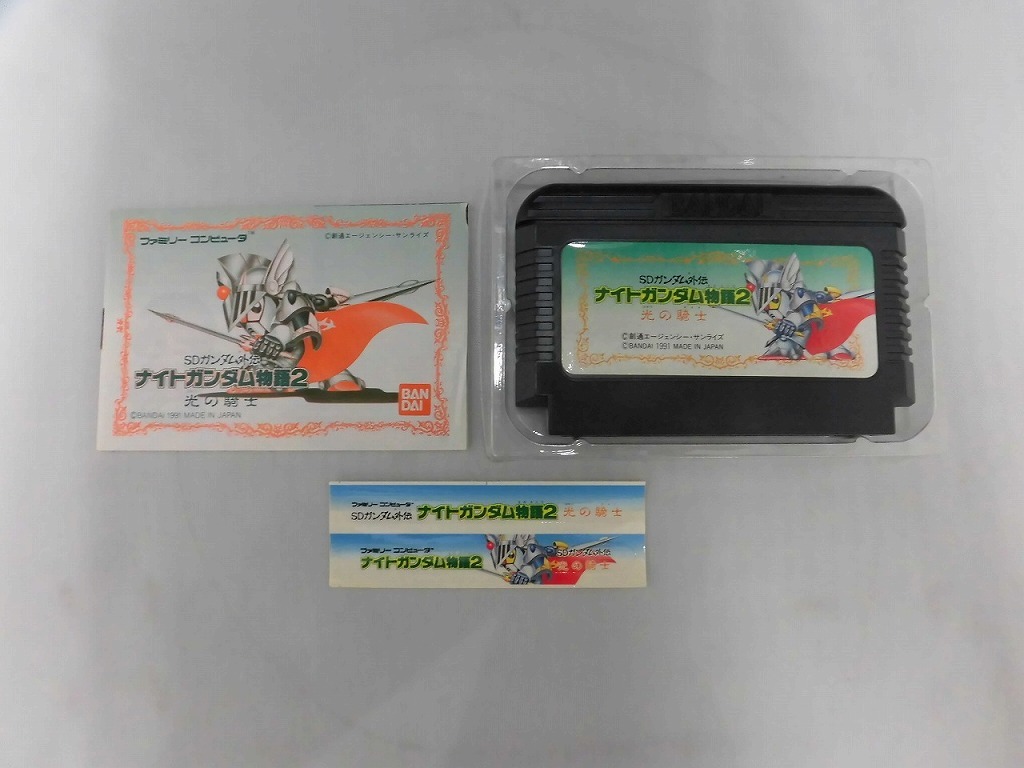 ファミリー コンピュータ™
©創通エージェンシー・サンライズ
SDガンダム外伝
ナイトガンダム物語2
光の騎士
©BANDAI 1991 MADE IN JAPAN
BAN
DAI
SDガンダム外伝
ナイトガンダム物語2
光の騎士
©創通エージェンシー・サンライズ
©BANDAI 1991 MADE IN JAPAN
ファミリー コンピュータ™
SDガンダム外伝 ナイトガンダム物語2 光の騎士
ファミリー コンピュータ™
SDガンダム外伝
ナイトガンダム物語2
光の騎士